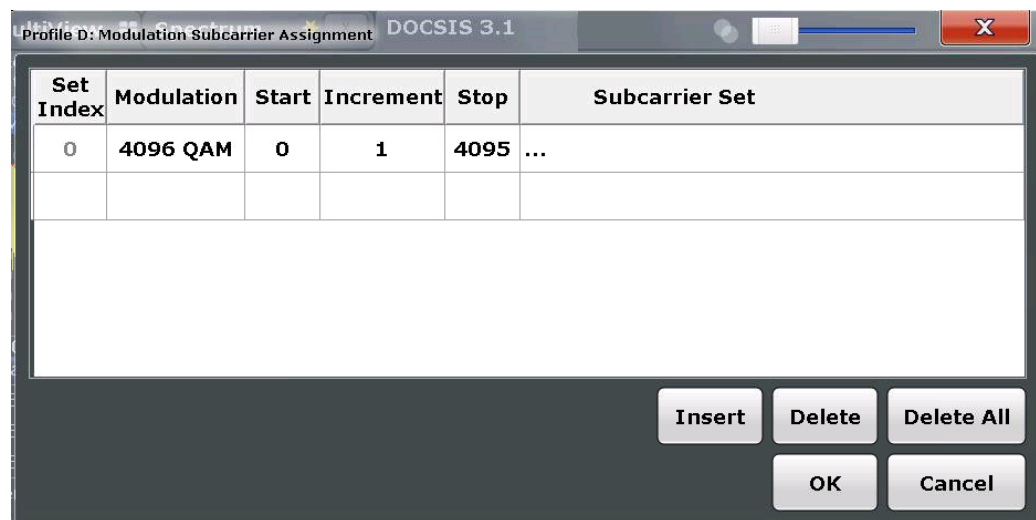 Spectrum
DOCSIS 3.1
Profile D: Modulation Subcarrier Assignment
X
Set Index Modulation Start Increment Stop Subcarrier Set
0 4096 QAM 0 1 4095 ...
Insert Delete Delete All
OK Cancel